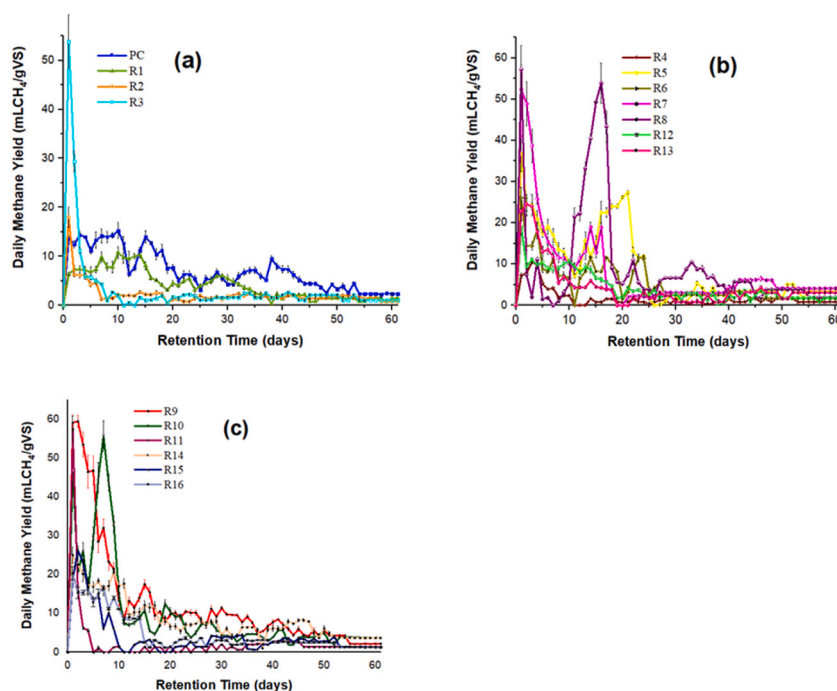 (a)
PC
R1
R2
R3
Daily Methane Yield (mLCH₄/gVS)
50
40
30
20
10
0
0 10 20 30 40 50 60
Retention Time (days)
(b)
R4
R5
R6
R7
R8
R12
R13
Daily Methane Yield (mLCH₄/gVS)
60
50
40
30
20
10
0
0 10 20 30 40 50 60
Retention Time (days)
(c)
R9
R10
R11
R14
R15
R16
Daily Methane Yield (mLCH₄/gVS)
60
50
40
30
20
10
0
0 10 20 30 40 50 60
Retention Time (days)